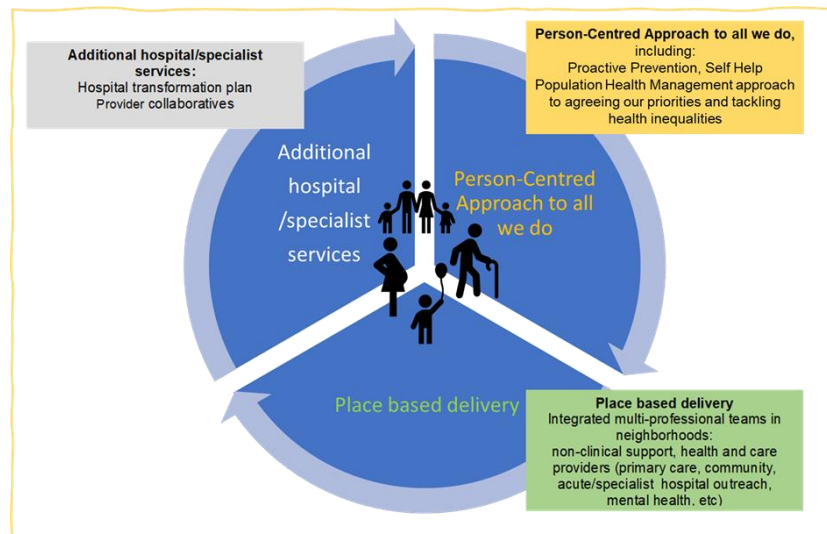 Additional hospital/specialist
services:
Hospital transformation plan
Provider collaboratives
Person-Centred Approach to all we do,
including:
Proactive Prevention, Self Help
Population Health Management approach
to agreeing our priorities and tackling
health inequalities
Additional
hospital
/specialist
services
Person-Centred
Approach to all
we do
Place based delivery
Place based delivery
Integrated multi-professional teams in
neighborhoods:
non-clinical support, health and care
providers (primary care, community,
acute/specialist hospital outreach,
mental health, etc)